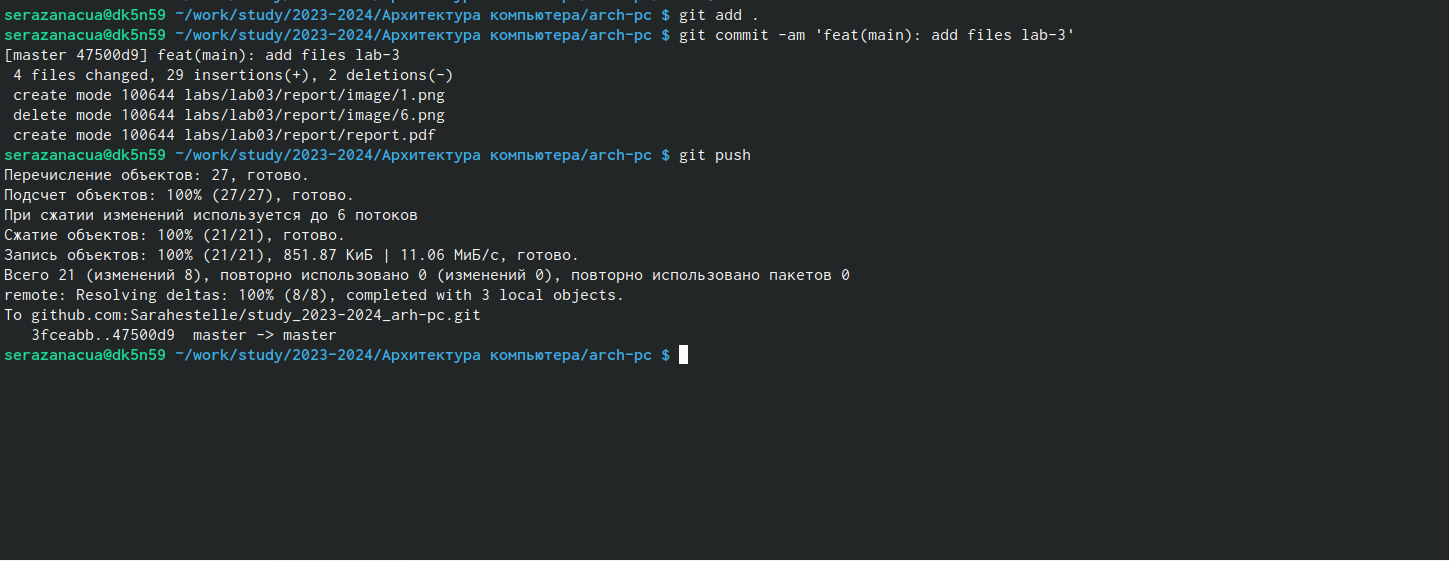 serazanacua@dk5n59 ~/work/study/2023-2024/Архитектура компьютера/arch-pc $ git add .
serazanacua@dk5n59 ~/work/study/2023-2024/Архитектура компьютера/arch-pc $ git commit -am 'feat(main): add files lab-3'
[master 47500d9] feat(main): add files lab-3
 4 files changed, 29 insertions(+), 2 deletions(-)
 create mode 100644 labs/lab03/report/image/1.png
 delete mode 100644 labs/lab03/report/image/6.png
 create mode 100644 labs/lab03/report/report.pdf
serazanacua@dk5n59 ~/work/study/2023-2024/Архитектура компьютера/arch-pc $ git push
Перечисление объектов: 27, готово.
Подсчет объектов: 100% (27/27), готово.
При сжатии изменений используется до 6 потоков
Сжатие объектов: 100% (21/21), готово.
Запись объектов: 100% (21/21), 851.87 КиБ | 11.06 МиБ/с, готово.
Всего 21 (изменений 8), повторно использовано 0 (изменений 0), повторно использовано пакетов 0
remote: Resolving deltas: 100% (8/8), completed with 3 local objects.
To github.com:Sarahestelle/study_2023-2024_arh-pc.git
   3fceabb..47500d9  master -> master
serazanacua@dk5n59 ~/work/study/2023-2024/Архитектура компьютера/arch-pc $